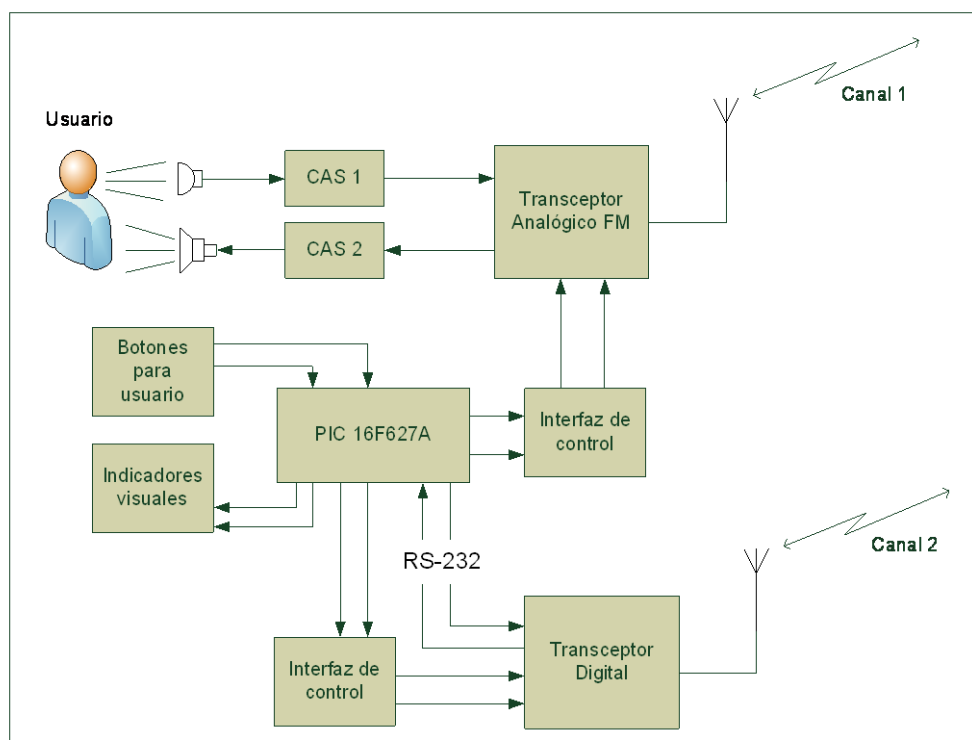 Canal 1
Usuario
CAS 1
Transceptor
Analógico FM
CAS 2
Botones
para
usuario
PIC 16F627A
Interfaz de
control
Indicadores
visuales
Canal 2
RS-232
Interfaz de
control
Transceptor
Digital